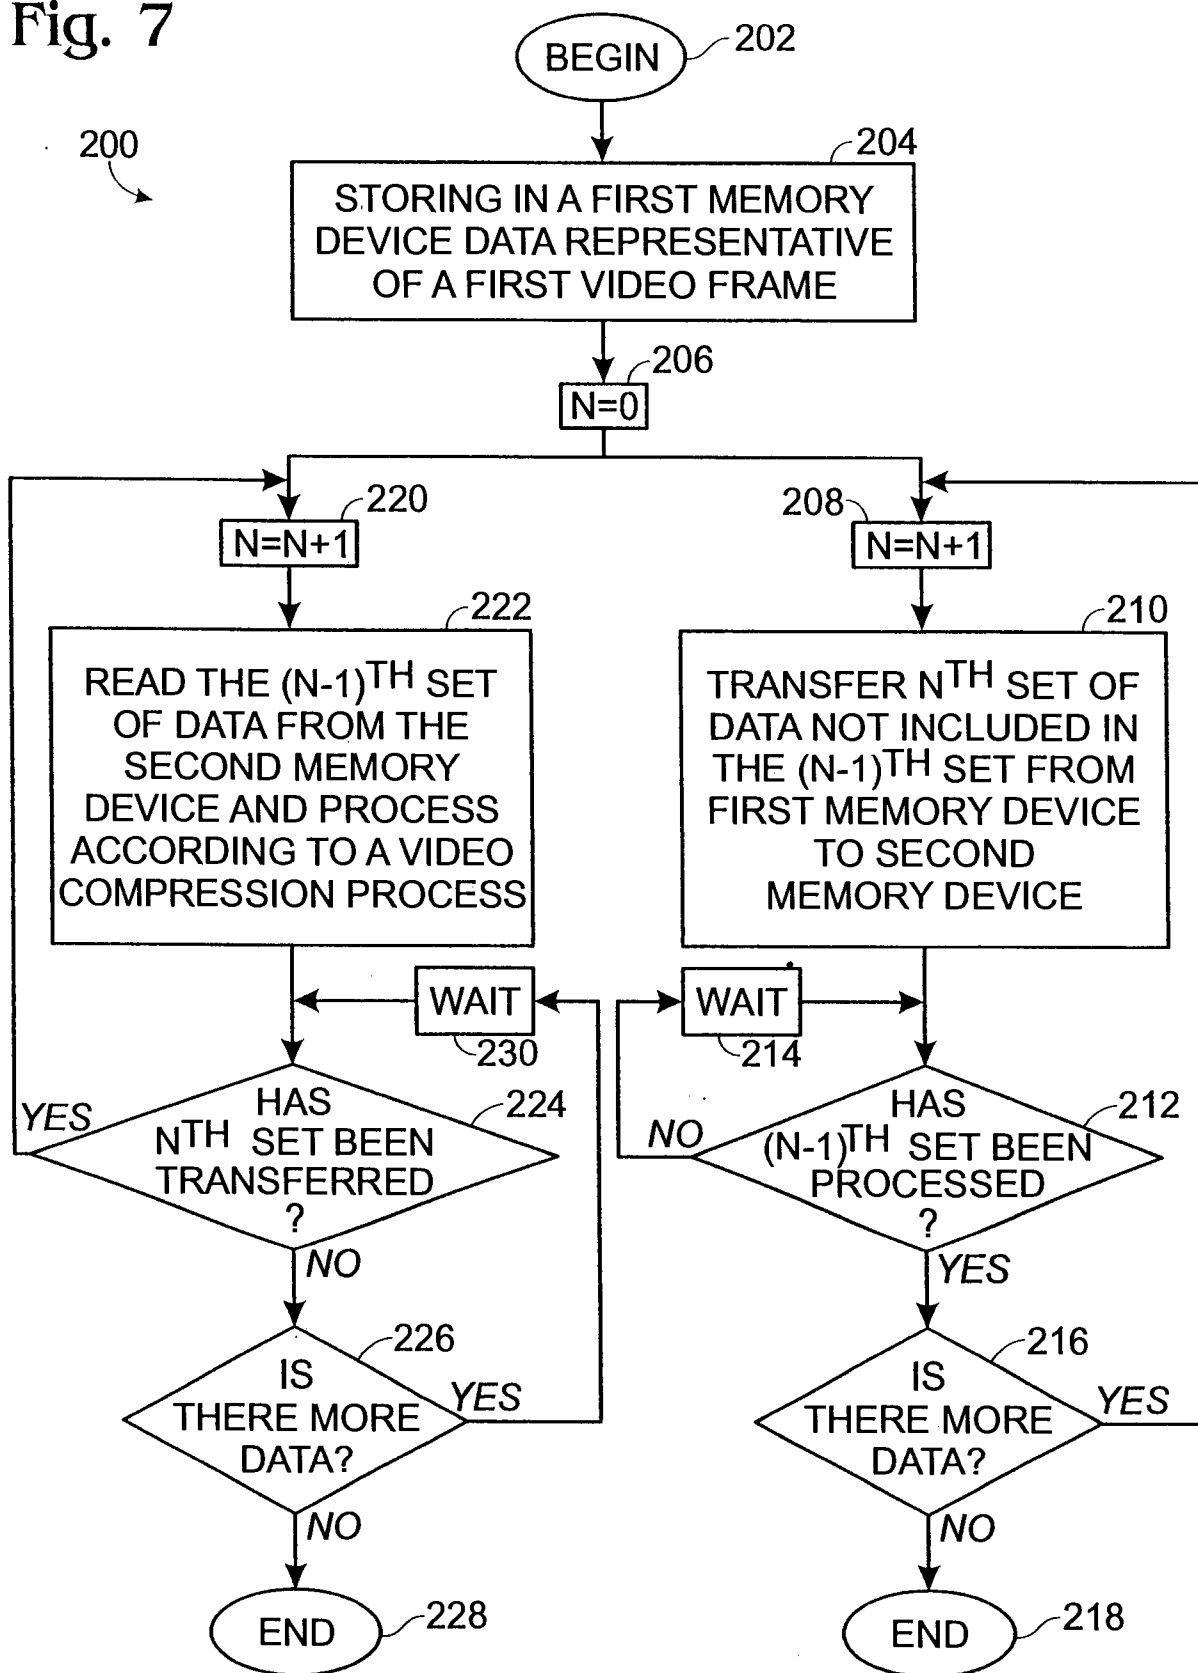 Fig. 7
BEGIN
202
200
204
STORING IN A FIRST MEMORY
DEVICE DATA REPRESENTATIVE
OF A FIRST VIDEO FRAME
206
N=0
220
N=N+1
208
N=N+1
222
READ THE (N-1)TH SET
OF DATA FROM THE
SECOND MEMORY
DEVICE AND PROCESS
ACCORDING TO A VIDEO
COMPRESSION PROCESS
210
TRANSFER NTH SET OF
DATA NOT INCLUDED IN
THE (N-1)TH SET FROM
FIRST MEMORY DEVICE
TO SECOND
MEMORY DEVICE
WAIT
230
WAIT
214
YES
HAS
NTH SET BEEN
TRANSFERRED
?
224
NO
NO
HAS
(N-1)TH SET BEEN
PROCESSED
?
212
YES
226
IS
THERE MORE
DATA?
YES
NO
216
IS
THERE MORE
DATA?
YES
NO
END
228
END
218